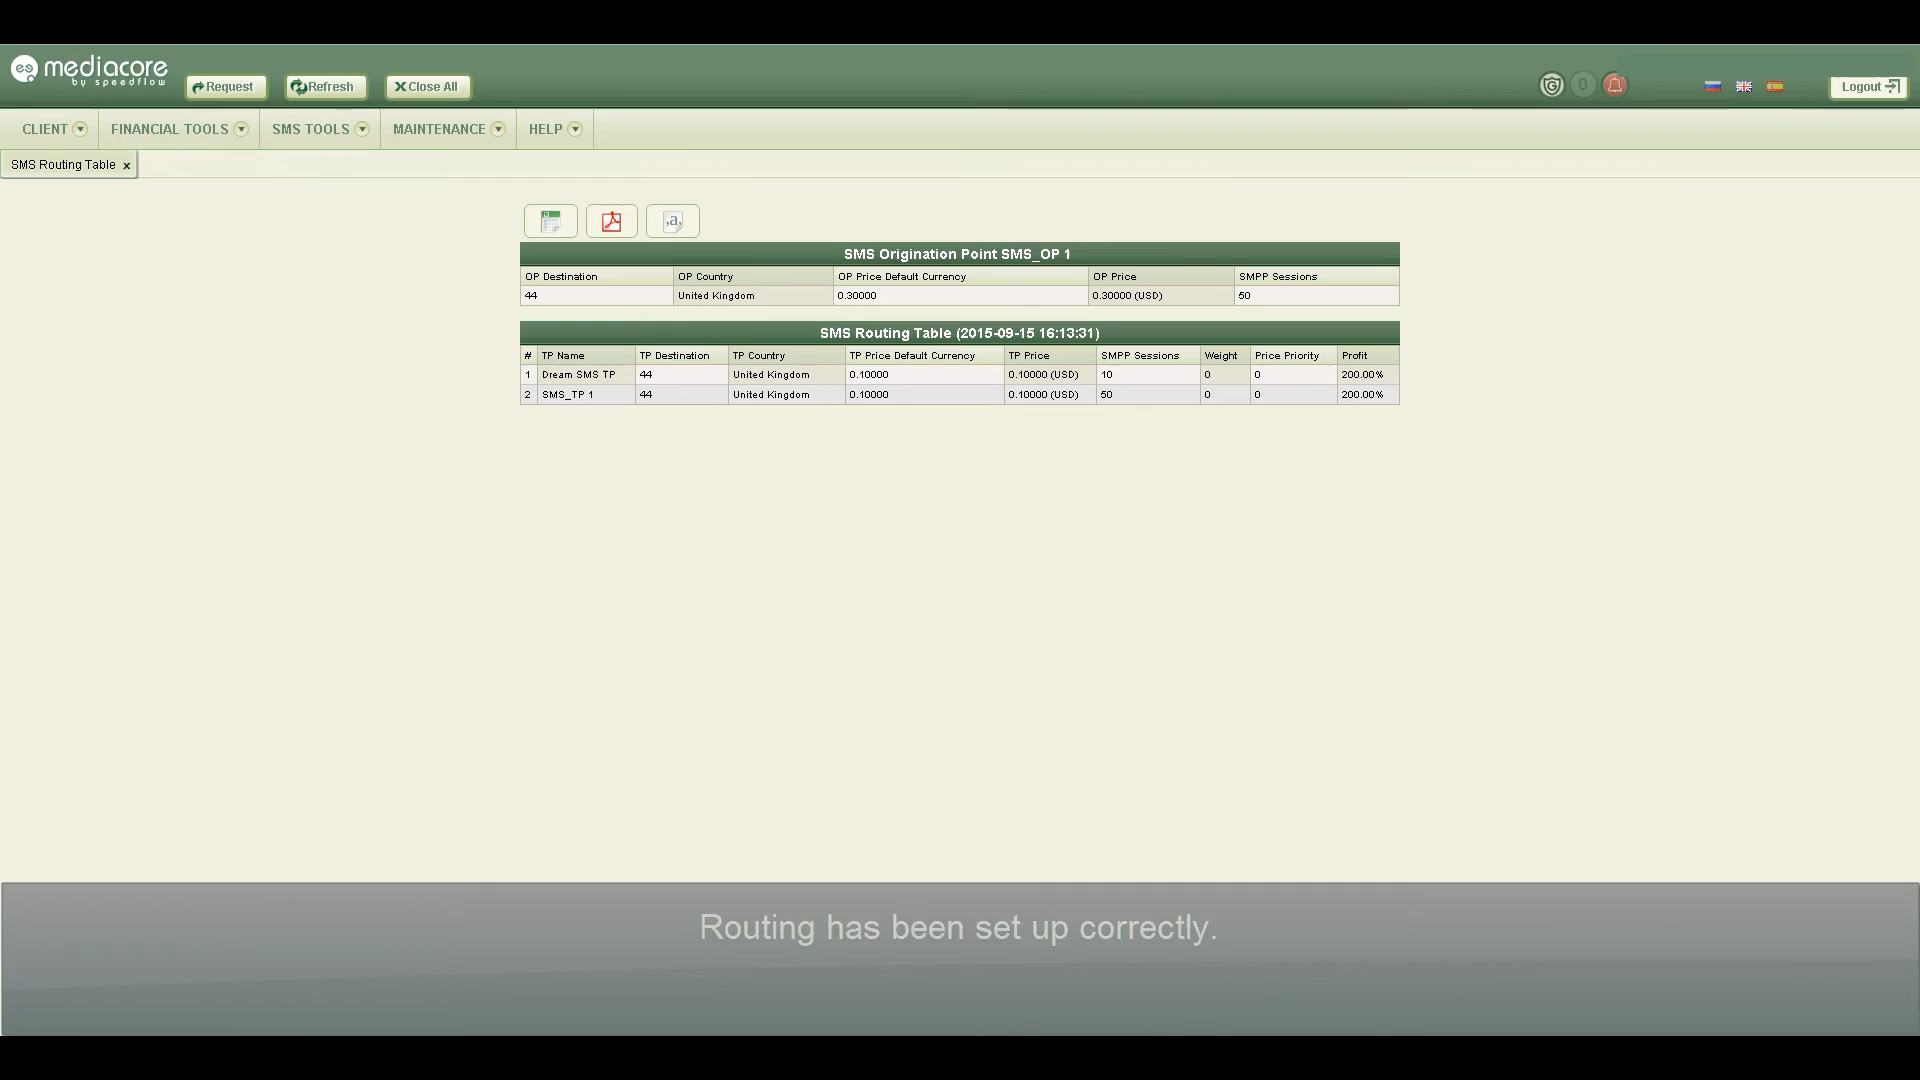 mediacore
by speedflow
Request
Refresh
Close All
0
Logout
CLIENT
FINANCIAL TOOLS
SMS TOOLS
MAINTENANCE
HELP
SMS Routing Table x
,a,
SMS Origination Point SMS_OP 1
OP Destination OP Country OP Price Default Currency OP Price SMPP Sessions
44 United Kingdom 0.30000 0.30000 (USD) 50
SMS Routing Table (2015-09-15 16:13:31)
# TP Name TP Destination TP Country TP Price Default Currency TP Price SMPP Sessions Weight Price Priority Profit
1 Dream SMS TP 44 United Kingdom 0.10000 0.10000 (USD) 10 0 0 200.00%
2 SMS_TP 1 44 United Kingdom 0.10000 0.10000 (USD) 50 0 0 200.00%
Routing has been set up correctly.